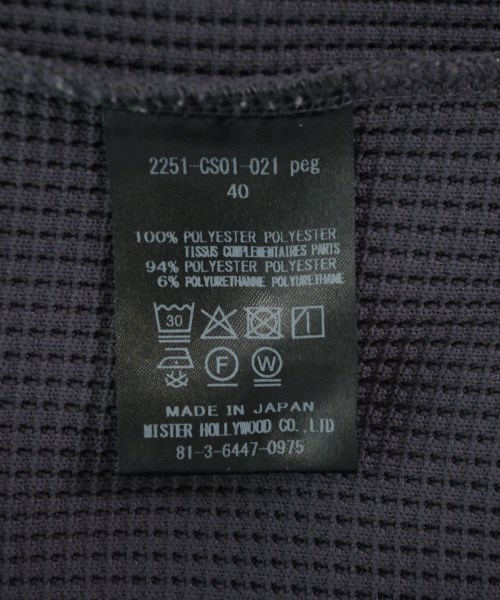 2251-CS01-021 peg
40
100% POLYESTER POLYESTER
TISSUS COMPLEMENTAIRES PARTS
94% POLYESTER POLYESTER
6% POLYURETHANNE POLYURETHANE
30
F W
MADE IN JAPAN
MISTER HOLLYWOOD CO.,LTD
81-3-6447-0975